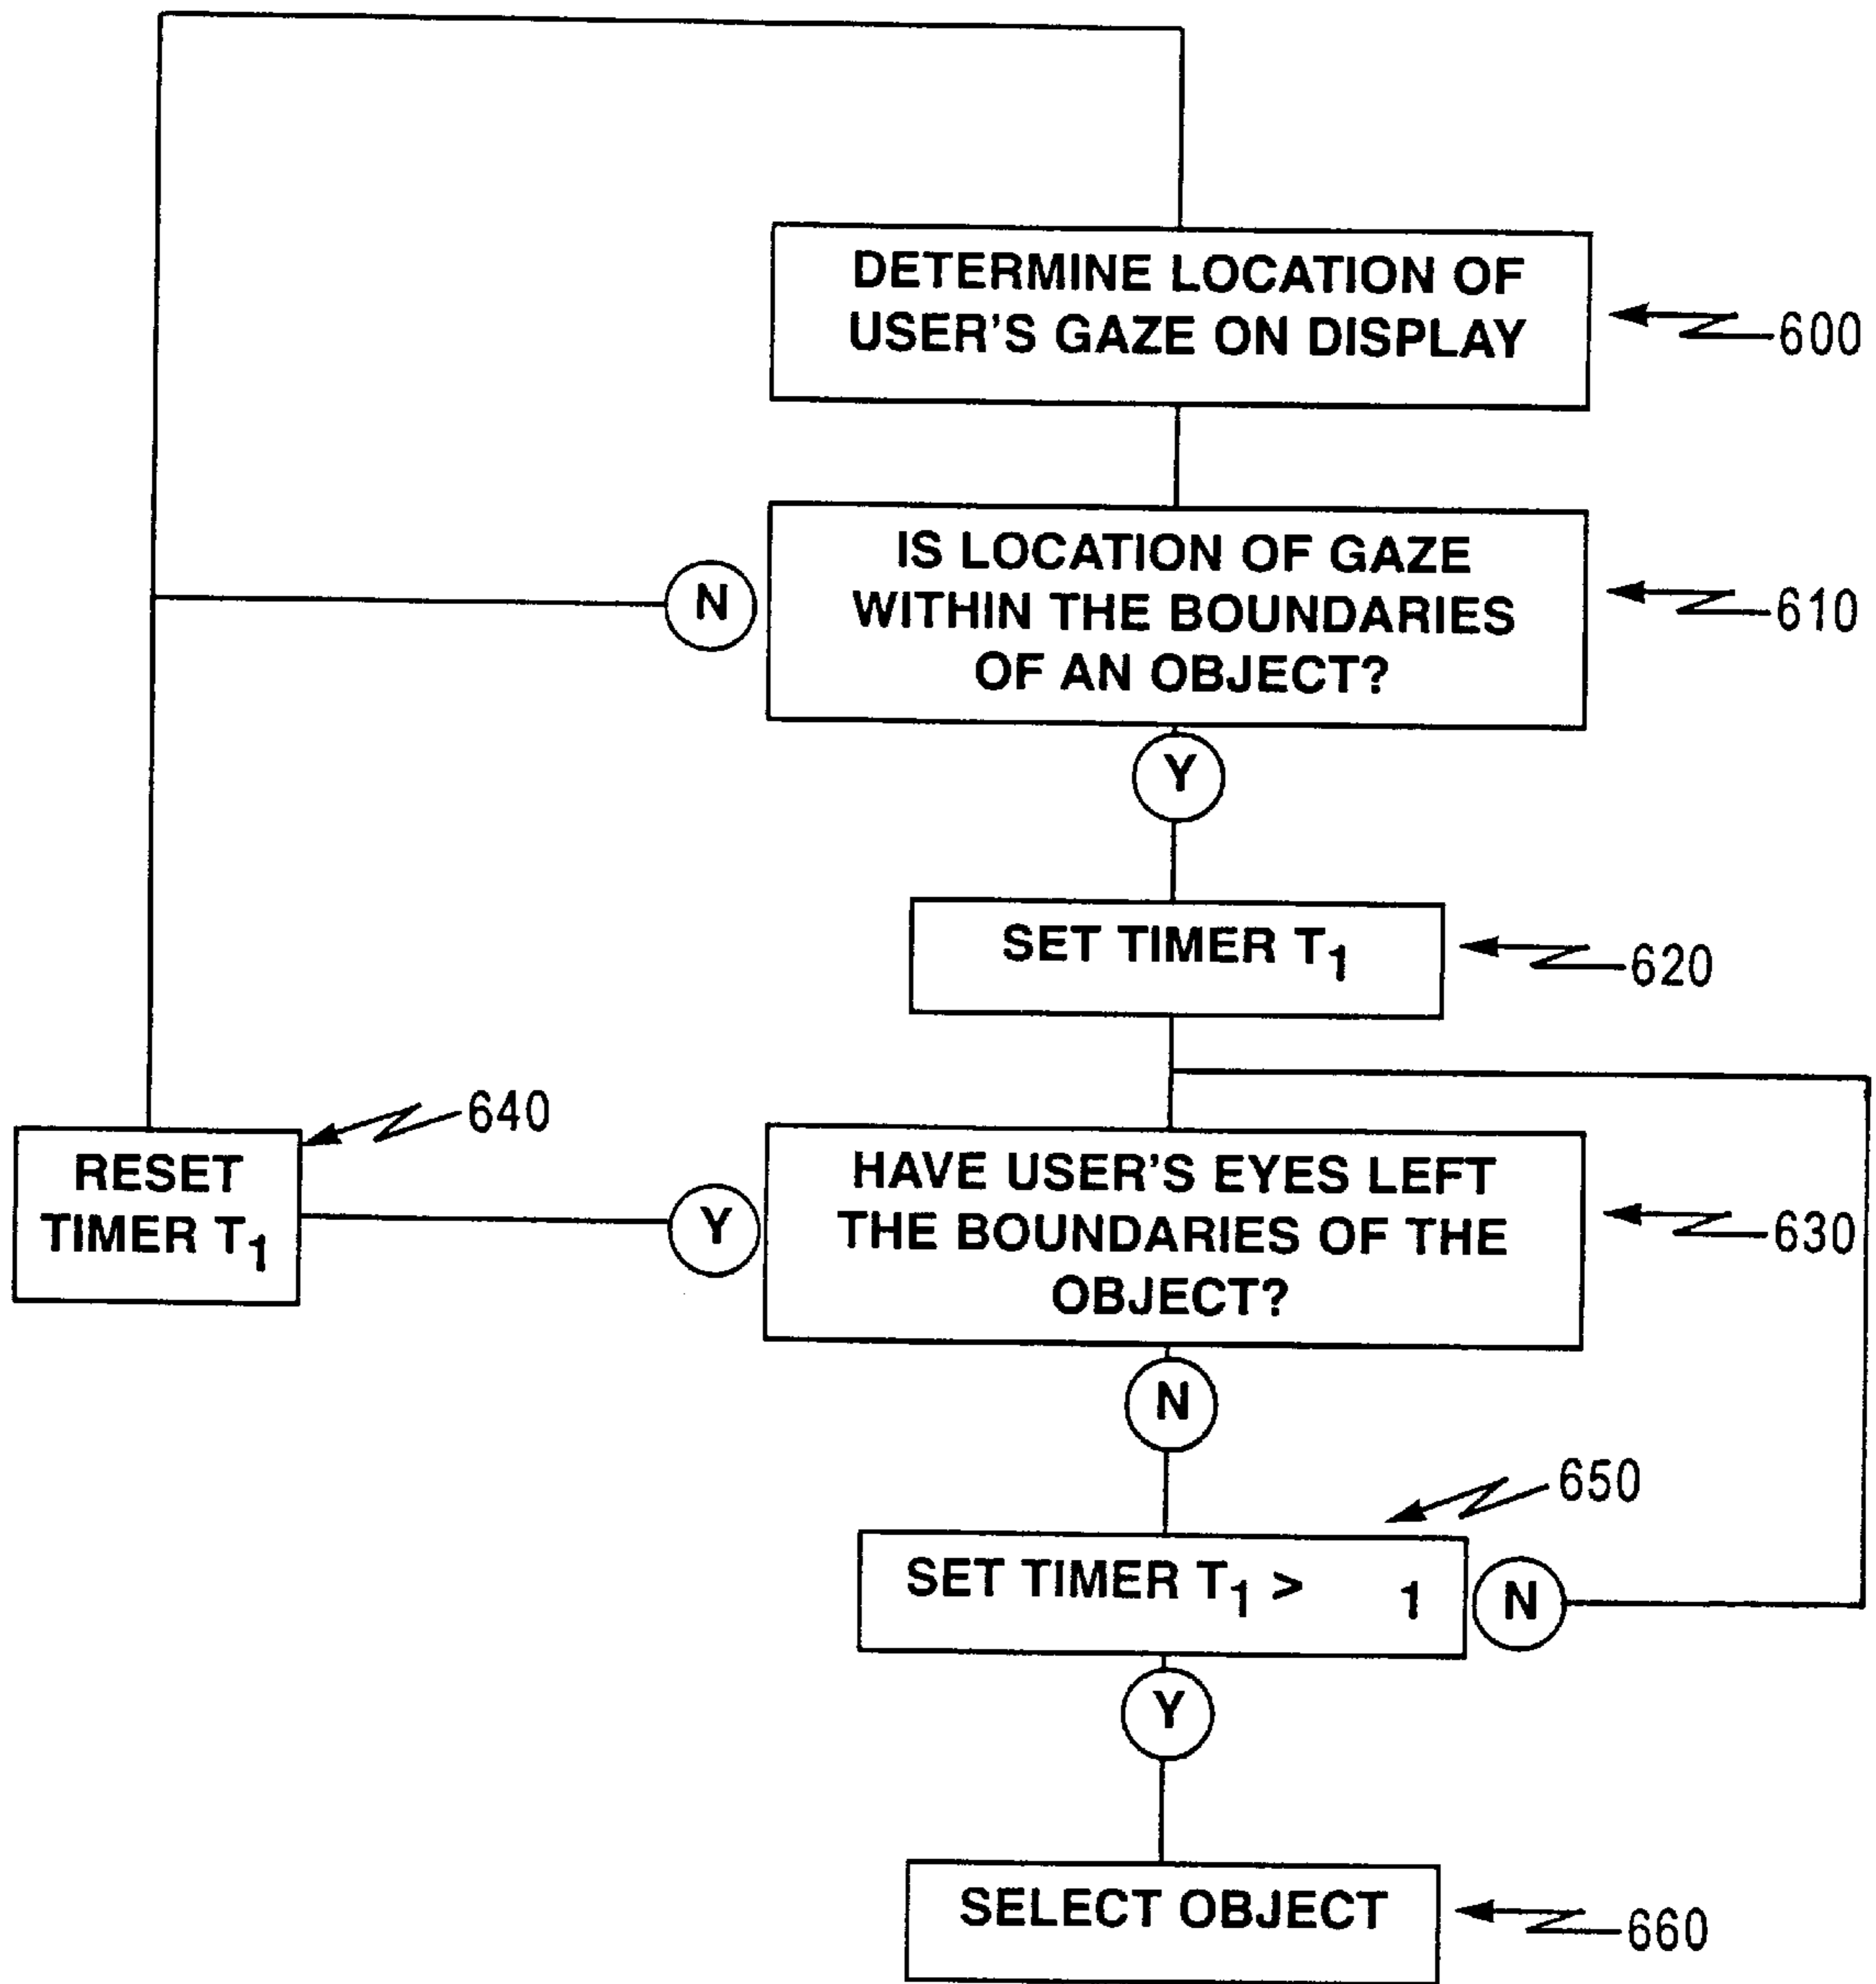 DETERMINE LOCATION OF
USER'S GAZE ON DISPLAY
600
IS LOCATION OF GAZE
WITHIN THE BOUNDARIES
OF AN OBJECT?
610
N
Y
SET TIMER T1
620
640
RESET
TIMER T1
Y
HAVE USER'S EYES LEFT
THE BOUNDARIES OF THE
OBJECT?
630
N
650
SET TIMER T1 > 1
N
Y
SELECT OBJECT
660